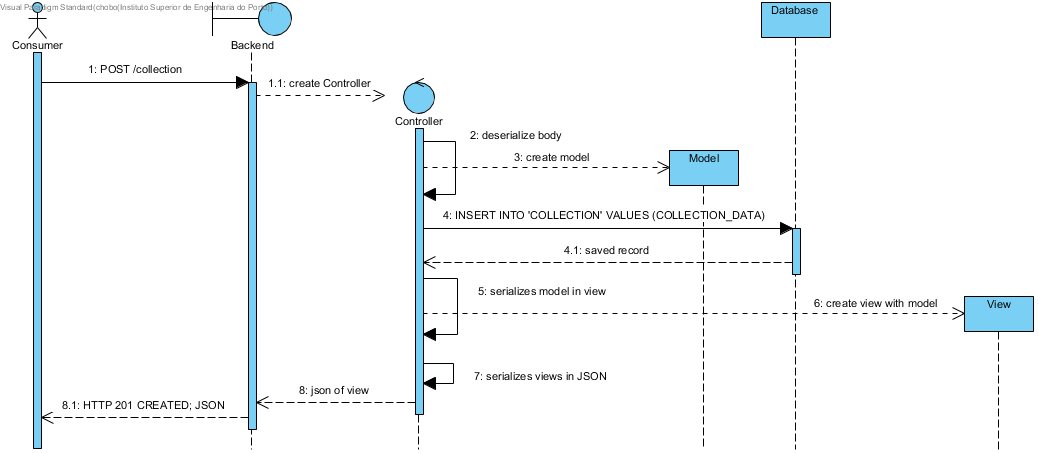 Visual Paradigm Standard(chobo(Instituto Superior de Engenharia do Porto))
Database
Consumer
Backend
1: POST /collection
1.1: create Controller
Controller
2: deserialize body
3: create model
Model
4: INSERT INTO 'COLLECTION' VALUES (COLLECTION_DATA)
4.1: saved record
5: serializes model in view
6: create view with model
View
7: serializes views in JSON
8: json of view
8.1: HTTP 201 CREATED; JSON